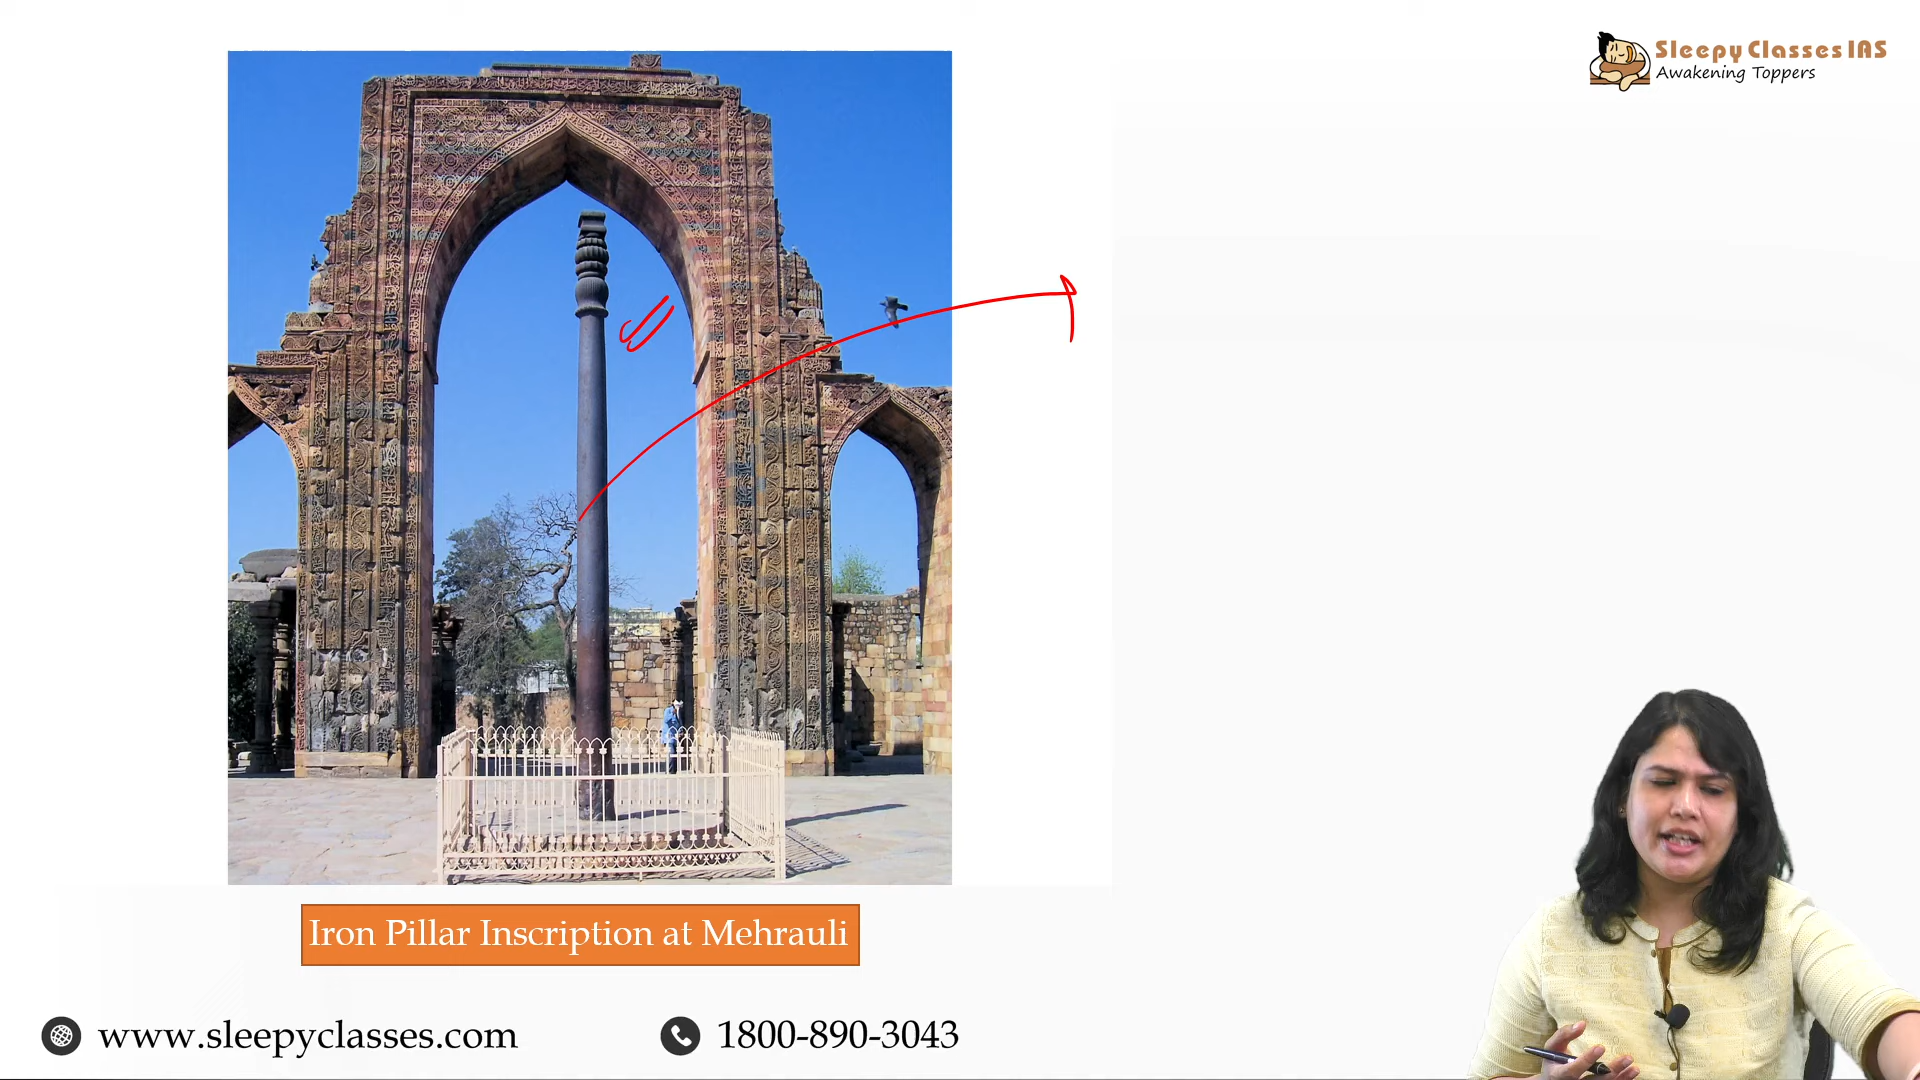 Sleepy Classes IAS
Awakening Toppers
Iron Pillar Inscription at Mehrauli
www.sleepyclasses.com
1800-890-3043